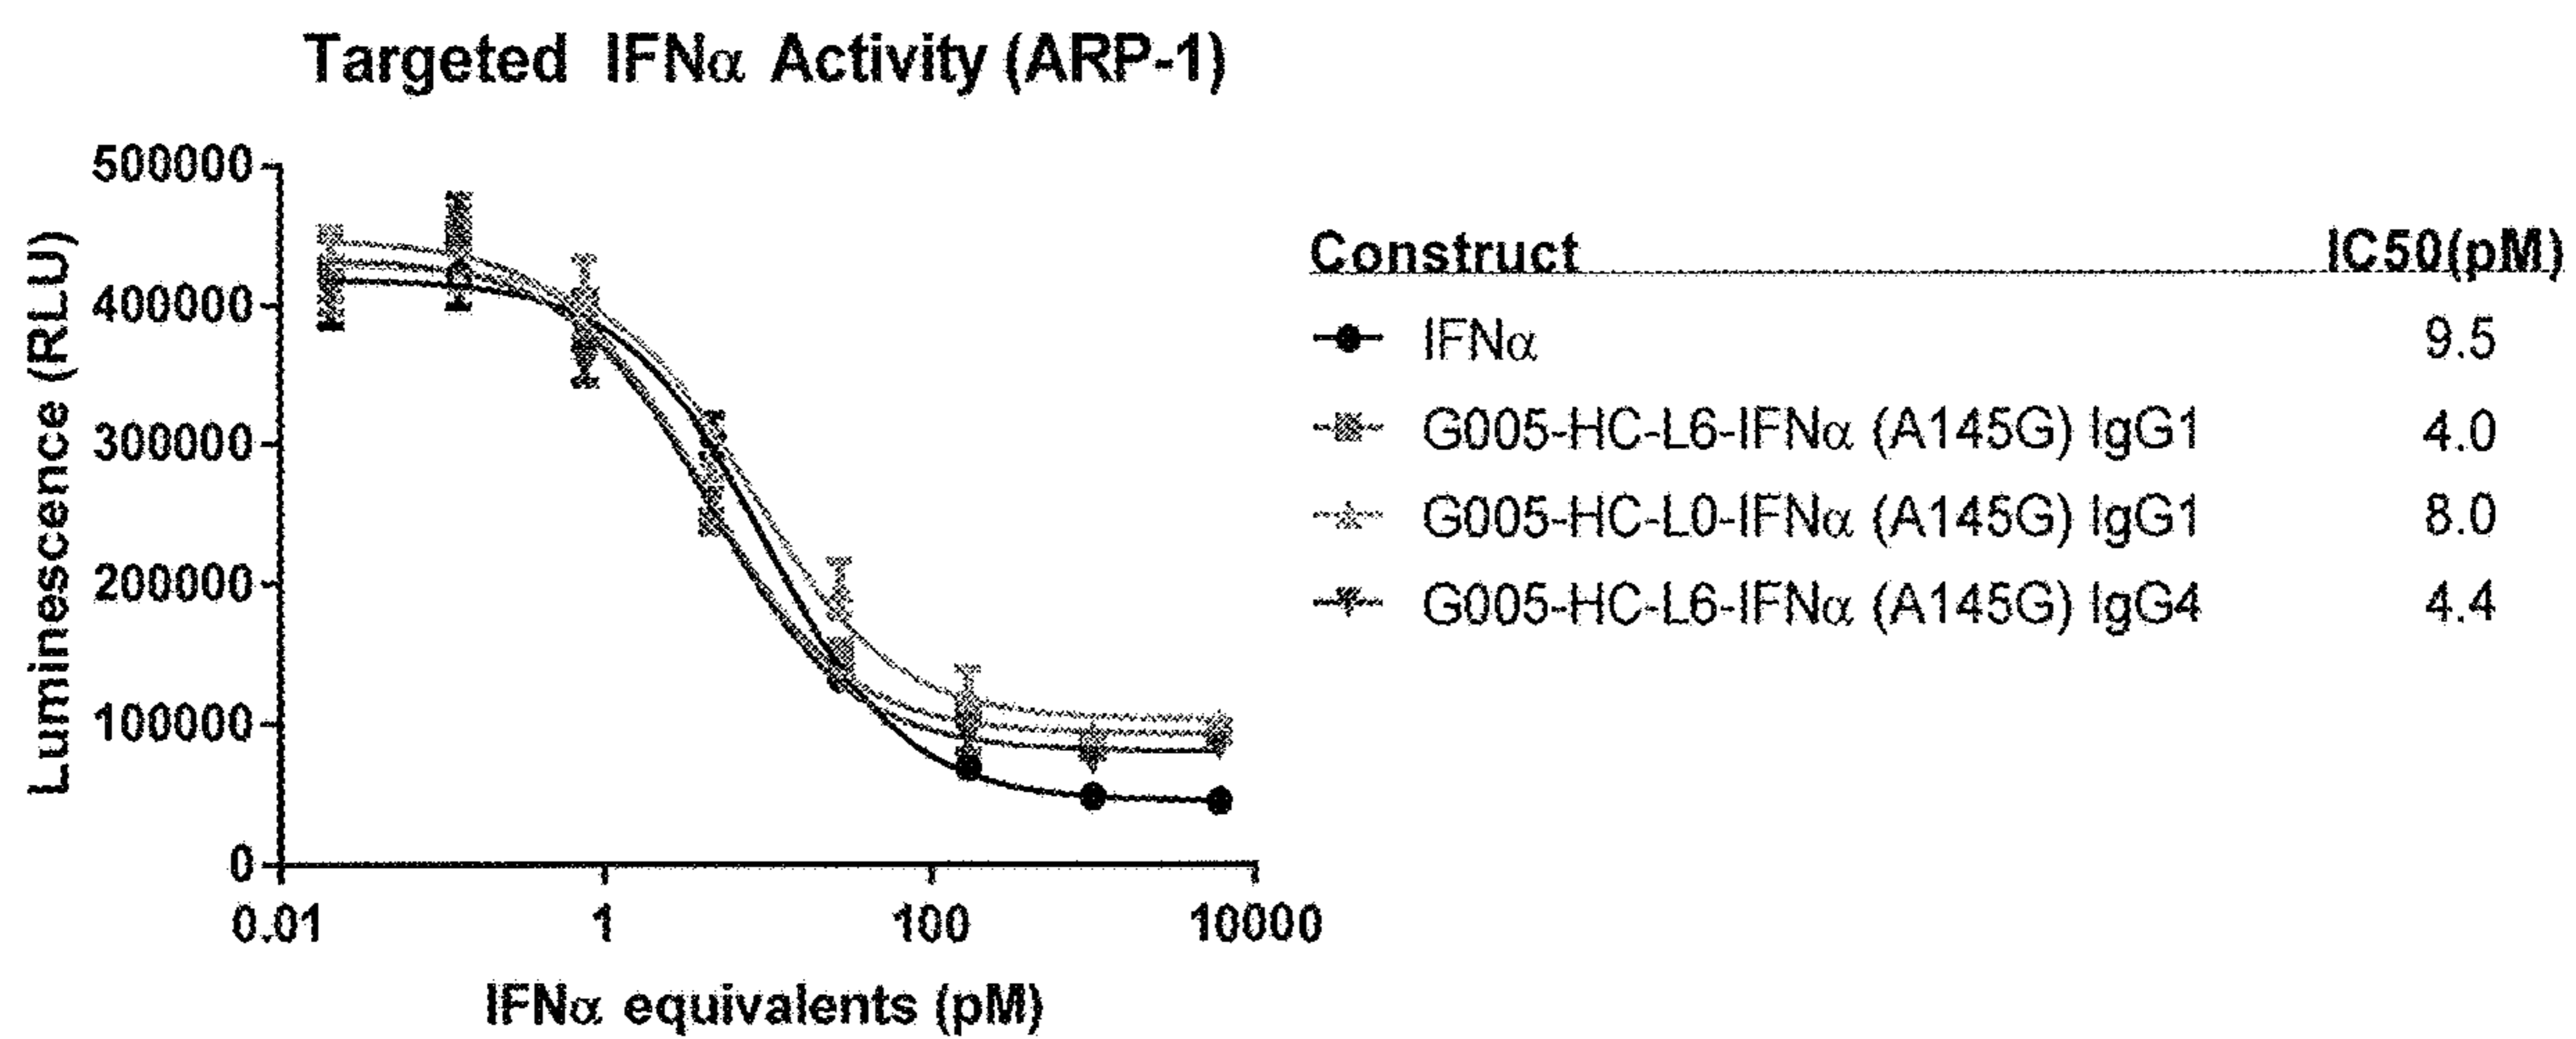 Targeted IFNα Activity (ARP-1)
Luminescence (RLU)
500000
400000
300000
200000
100000
0
0.01 1 100 10000
IFNα equivalents (pM)
Construct IC50(pM)
IFNα 9.5
G005-HC-L6-IFNα (A145G) IgG1 4.0
G005-HC-L0-IFNα (A145G) IgG1 8.0
G005-HC-L6-IFNα (A145G) IgG4 4.4